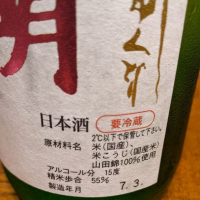 明
日本酒
要冷蔵
2℃以下で保管して下さい。
原材料名
米(国産)、
米こうじ(国産米)
山田錦100%使用
アルコール分 15度
精米歩合 55%
製造年月 7. 3.